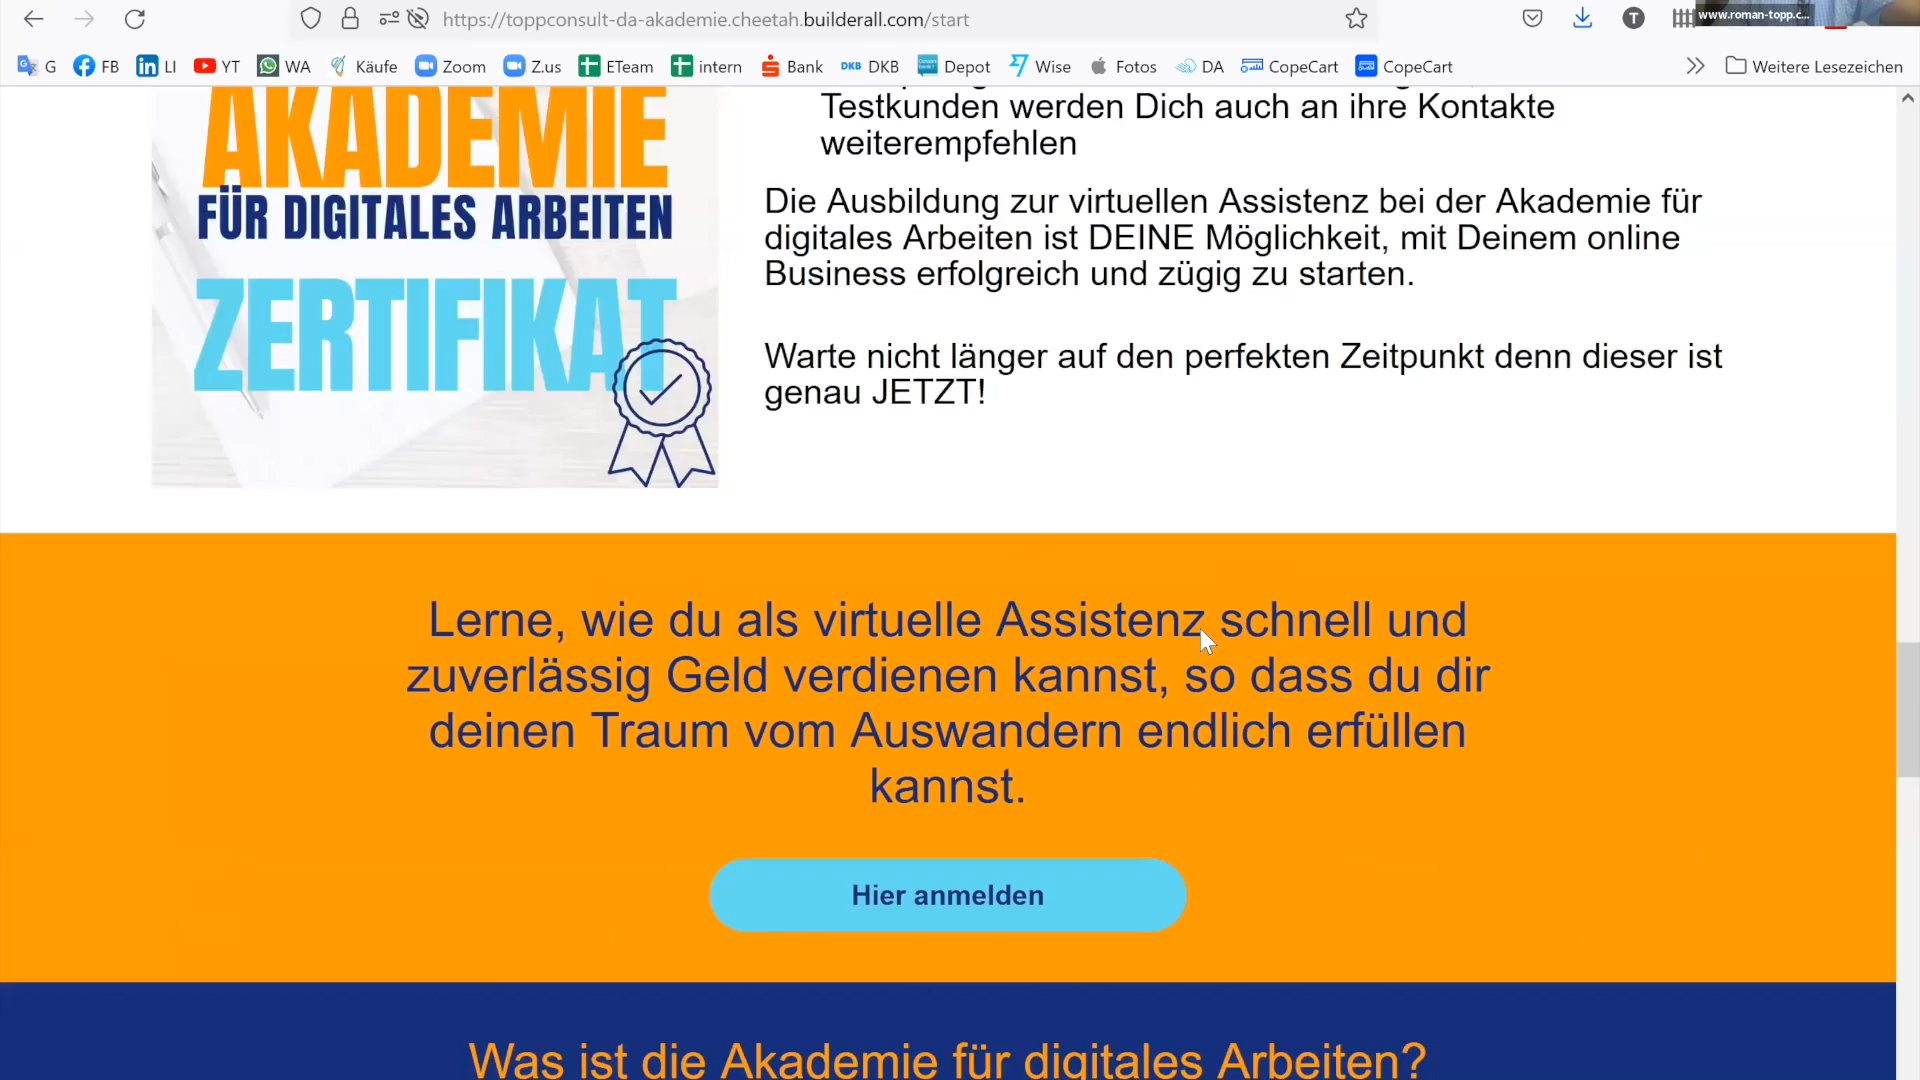 https://toppconsult-da-akademie.cheetah.builderall.com/start
T
www.roman-topp.c...
G FB LI YT WA Käufe Zoom Z.us ETeam intern Bank DKB DKB Depot Wise Fotos DA CopeCart CopeCart Weitere Lesezeichen
AKADEMIE
FÜR DIGITALES ARBEITEN
ZERTIFIKAT
Testkunden werden Dich auch an ihre Kontakte
weiterempfehlen
Die Ausbildung zur virtuellen Assistenz bei der Akademie für
digitales Arbeiten ist DEINE Möglichkeit, mit Deinem online
Business erfolgreich und zügig zu starten.
Warte nicht länger auf den perfekten Zeitpunkt denn dieser ist
genau JETZT!
Lerne, wie du als virtuelle Assistenz schnell und
zuverlässig Geld verdienen kannst, so dass du dir
deinen Traum vom Auswandern endlich erfüllen
kannst.
Hier anmelden
Was ist die Akademie für digitales Arbeiten?